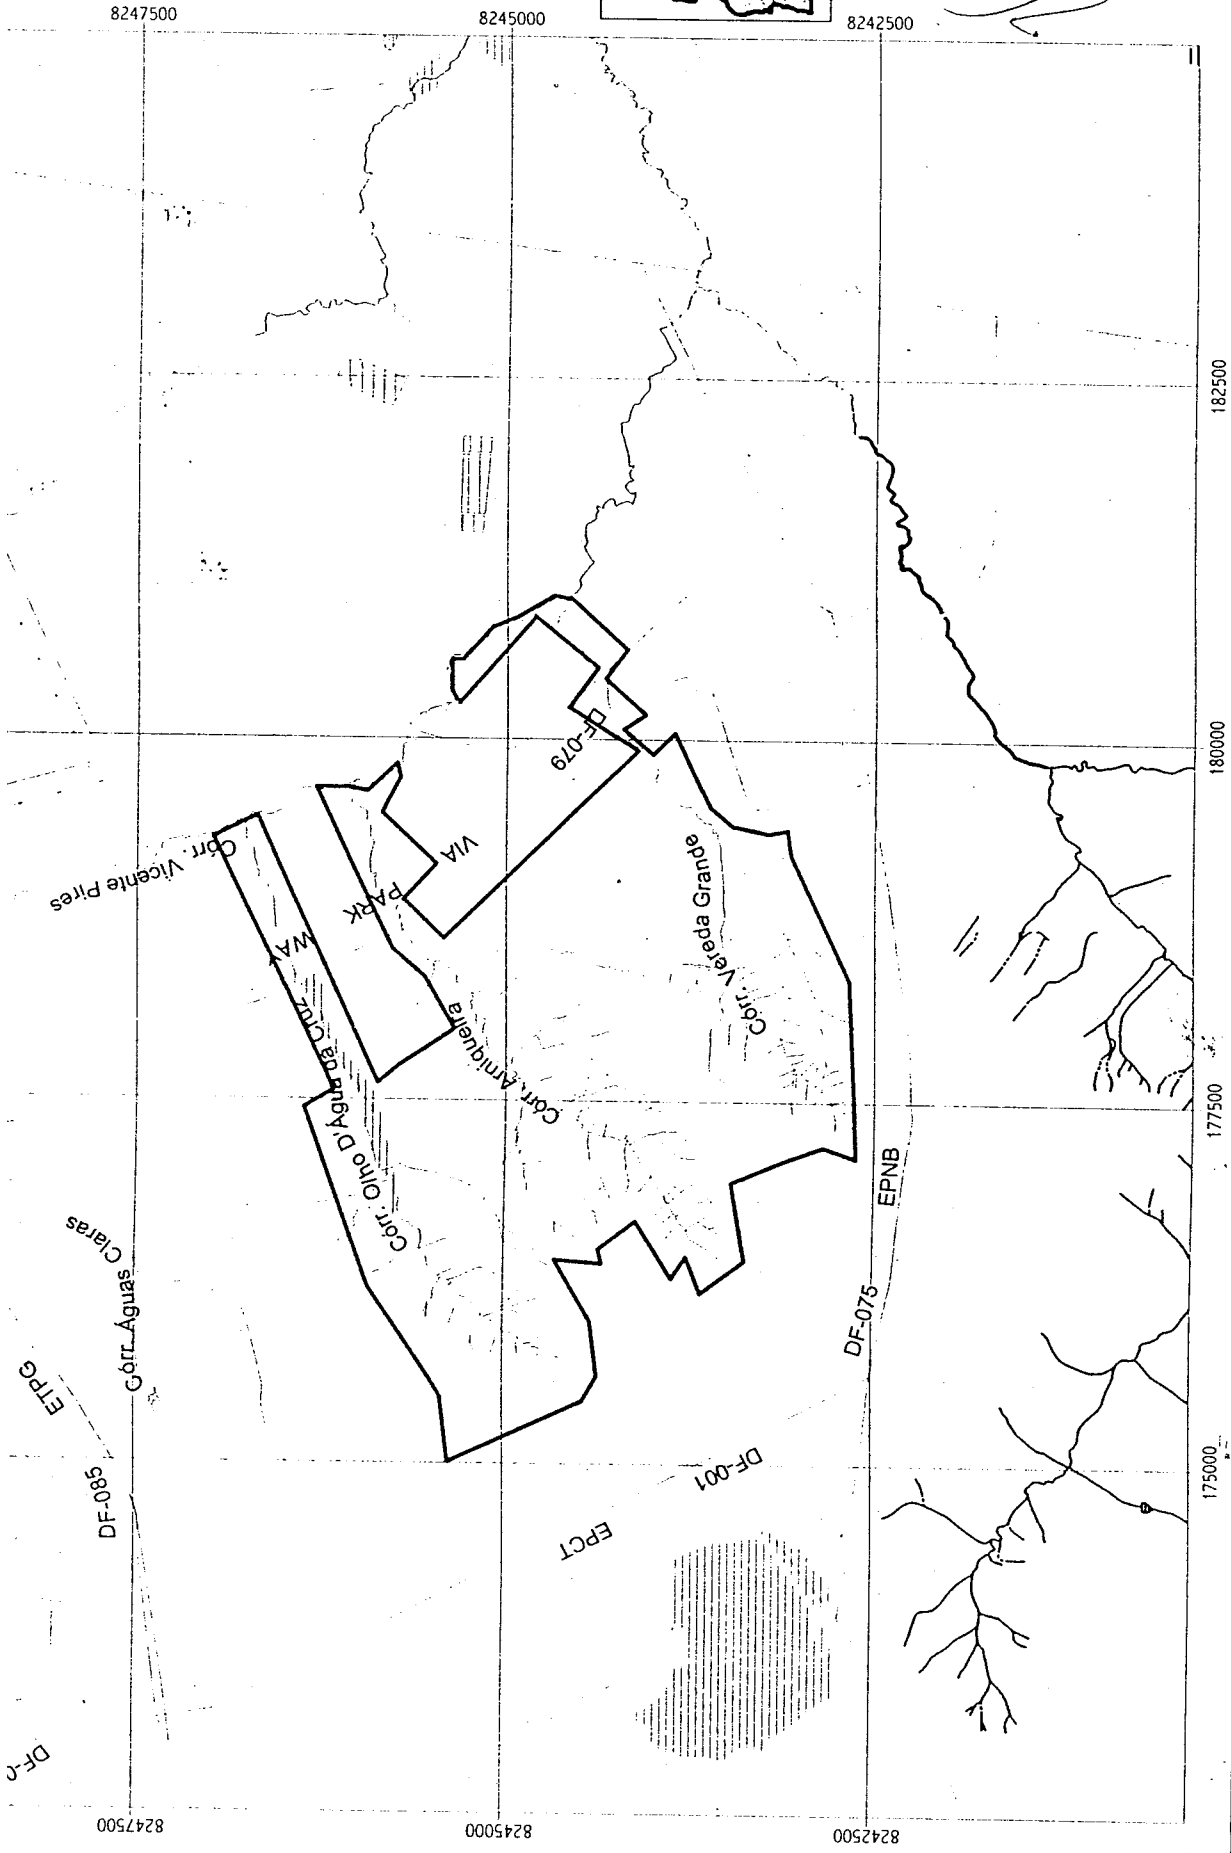 8247500
8245000
8242500
182500
180000
177500
175000
8247500
8245000
8242500
Córr. Vicente Pires
VIA
PARK
WAY
DF-079
Córr. Olho D'Água da Cruz
Córr. Arniqueira
Córr. Vereda Grande
Córr. Águas Claras
ETPG
DF-085
EPNB
DF-075
DF-001
EPCT